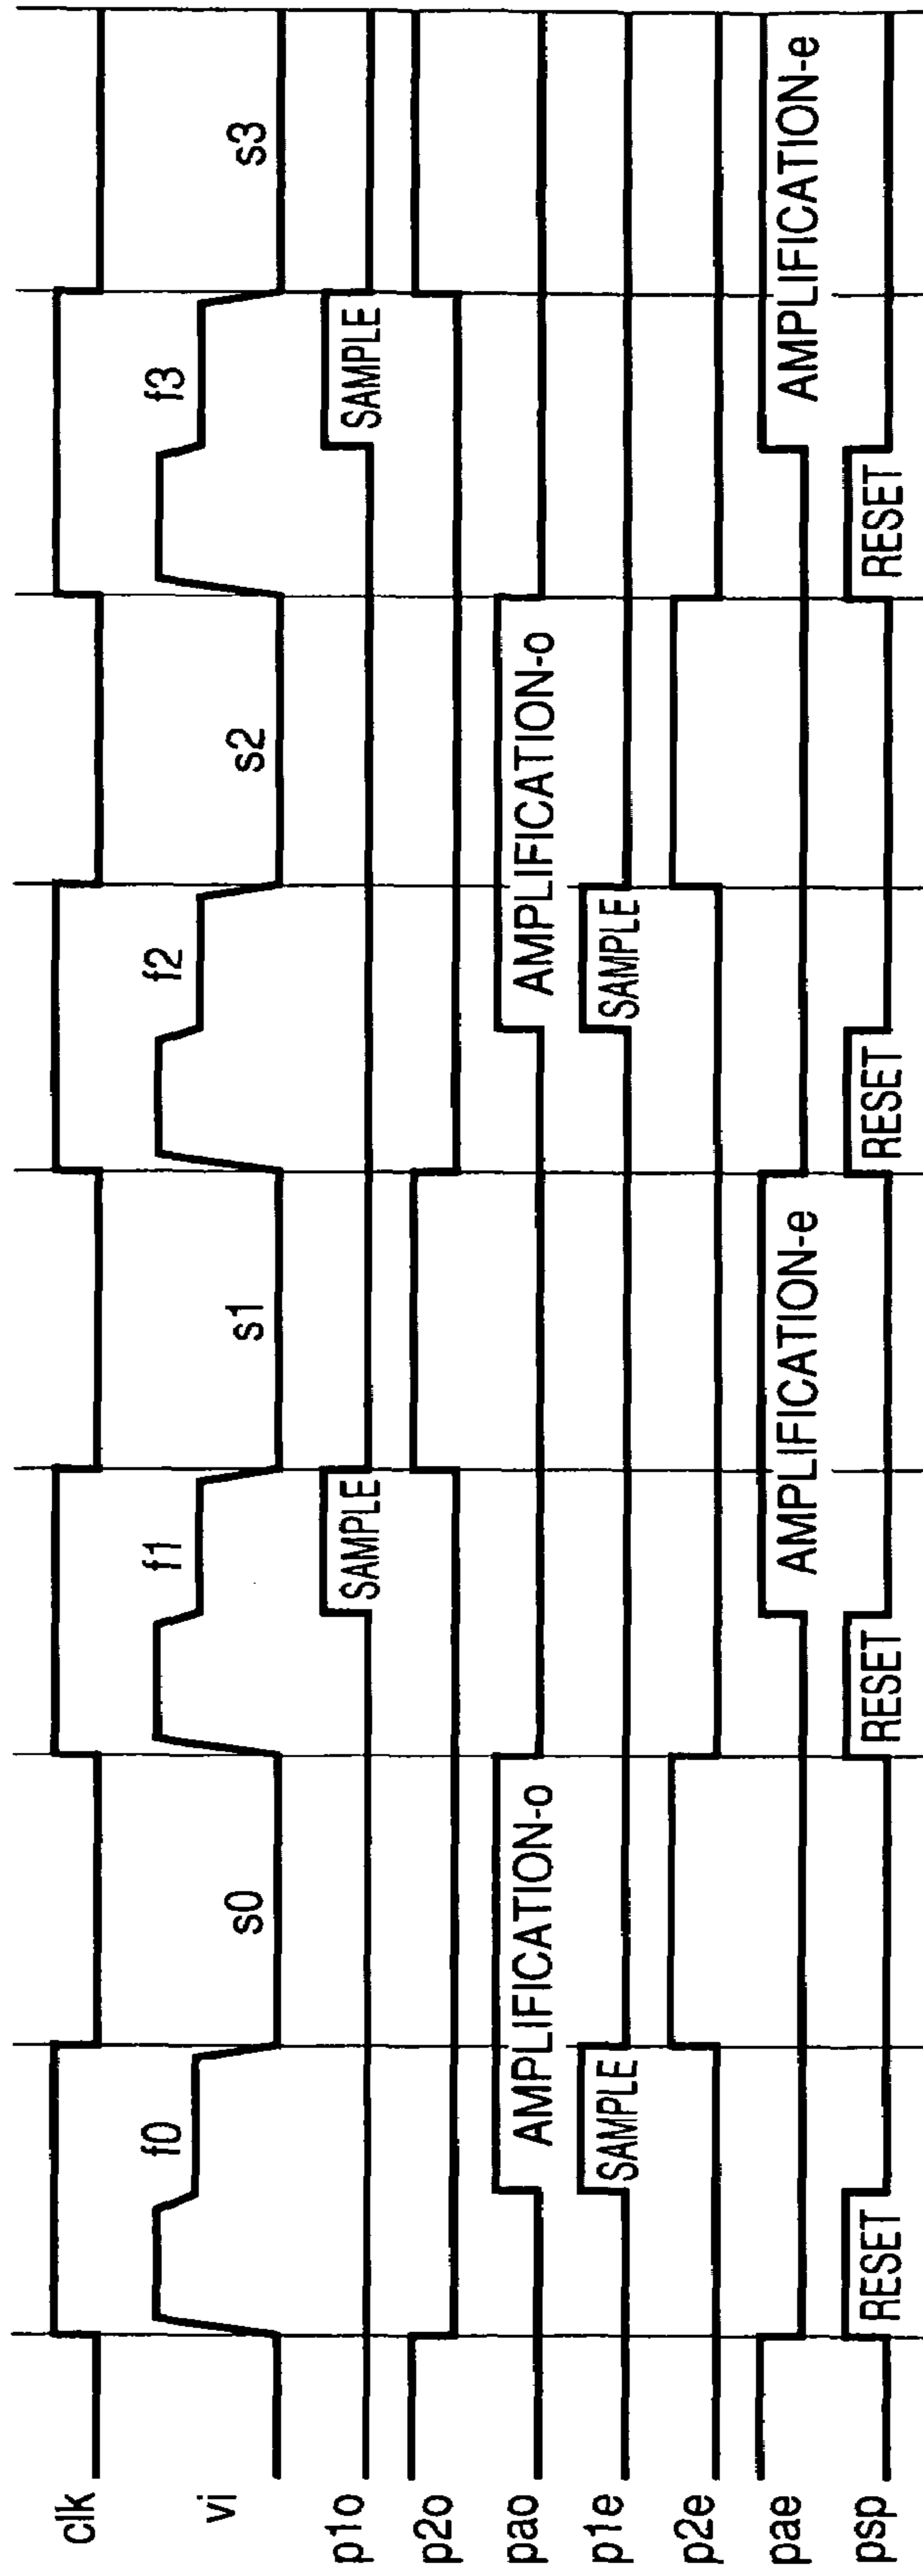 clk
vi f0 s0 f1 s1 f2 s2 f3 s3
p1o SAMPLE SAMPLE
p2o
pao AMPLIFICATION-o AMPLIFICATION-o
p1e SAMPLE SAMPLE
p2e
pae AMPLIFICATION-e AMPLIFICATION-e
psp RESET RESET RESET RESET